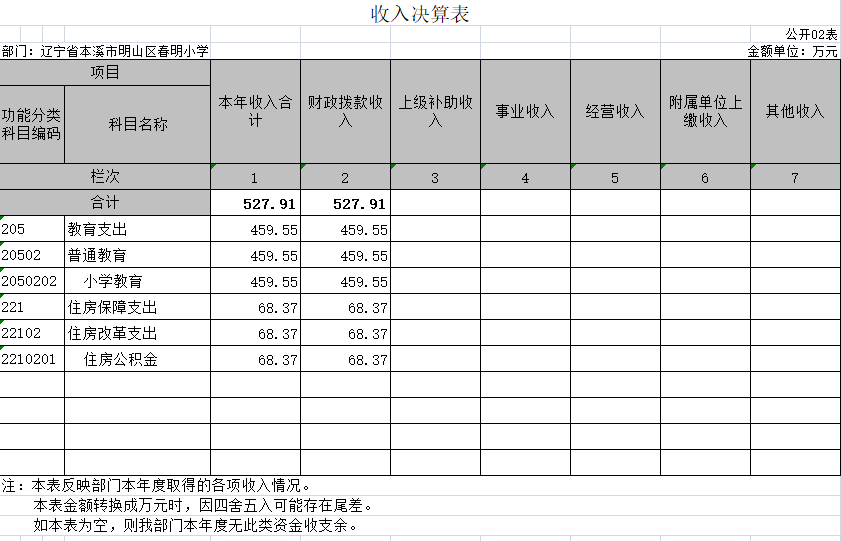 收入决算表
公开02表
部门：辽宁省本溪市明山区春明小学 金额单位：万元
项目 本年收入合计 财政拨款收入 上级补助收入 事业收入 经营收入 附属单位上缴收入 其他收入
功能分类科目编码 科目名称
栏次 1 2 3 4 5 6 7
合计 527.91 527.91
205 教育支出 459.55 459.55
20502 普通教育 459.55 459.55
2050202 小学教育 459.55 459.55
221 住房保障支出 68.37 68.37
22102 住房改革支出 68.37 68.37
2210201 住房公积金 68.37 68.37
注：本表反映部门本年度取得的各项收入情况。
本表金额转换成万元时，因四舍五入可能存在尾差。
如本表为空，则我部门本年度无此类资金收支余。